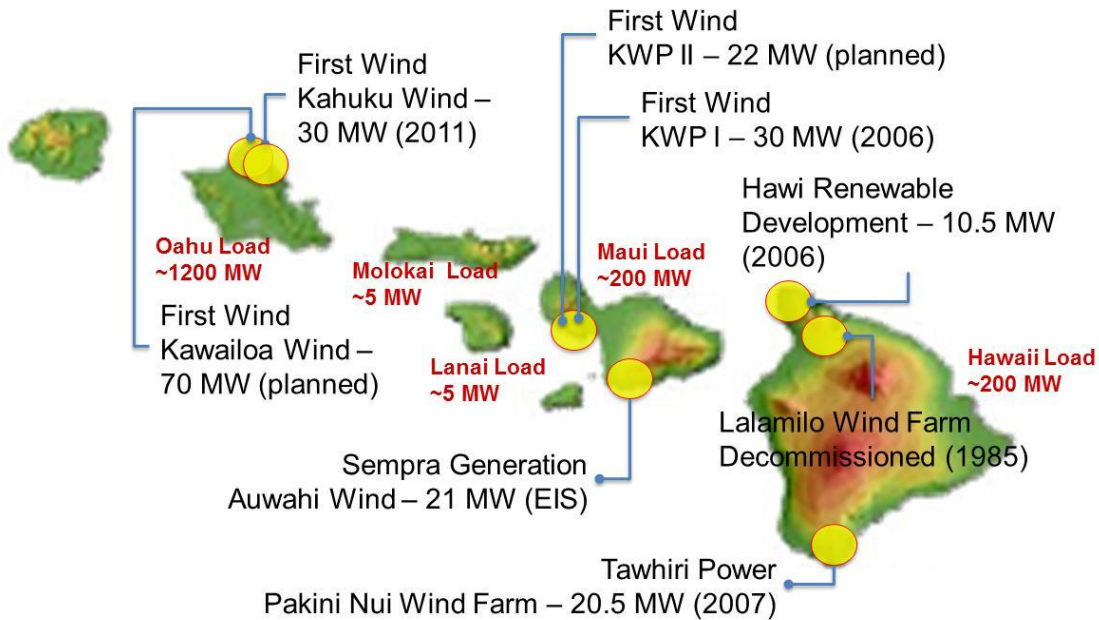 First Wind
KWP II – 22 MW (planned)
First Wind
Kahuku Wind –
30 MW (2011)
First Wind
KWP I – 30 MW (2006)
Hawi Renewable
Development – 10.5 MW
(2006)
Oahu Load
~1200 MW
Molokai Load
~5 MW
Maui Load
~200 MW
First Wind
Kawailoa Wind –
70 MW (planned)
Lanai Load
~5 MW
Hawaii Load
~200 MW
Lalamilo Wind Farm
Decommissioned (1985)
Sempra Generation
Auwahi Wind – 21 MW (EIS)
Tawhiri Power
Pakini Nui Wind Farm – 20.5 MW (2007)